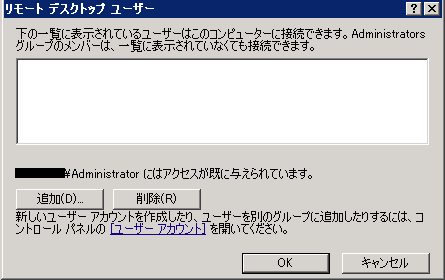 リモート デスクトップ ユーザー
下の一覧に表示されているユーザーはこのコンピューターに接続できます。Administrators
グループのメンバーは、一覧に表示されていなくても接続できます。
¥Administrator にはアクセスが既に与えられています。
追加(D)... 削除(R)
新しいユーザー アカウントを作成したり、ユーザーを別のグループに追加したりするには、コ
ントロール パネルの [ユーザー アカウント] を開いてください。
OK キャンセル